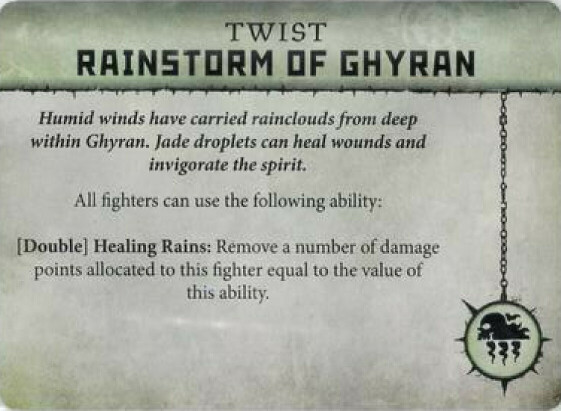 TWIST
RAINSTORM OF GHYRAN
Humid winds have carried rainclouds from deep
within Ghyran. Jade droplets can heal wounds and
invigorate the spirit.
All fighters can use the following ability:
[Double] Healing Rains: Remove a number of damage
points allocated to this fighter equal to the value of
this ability.